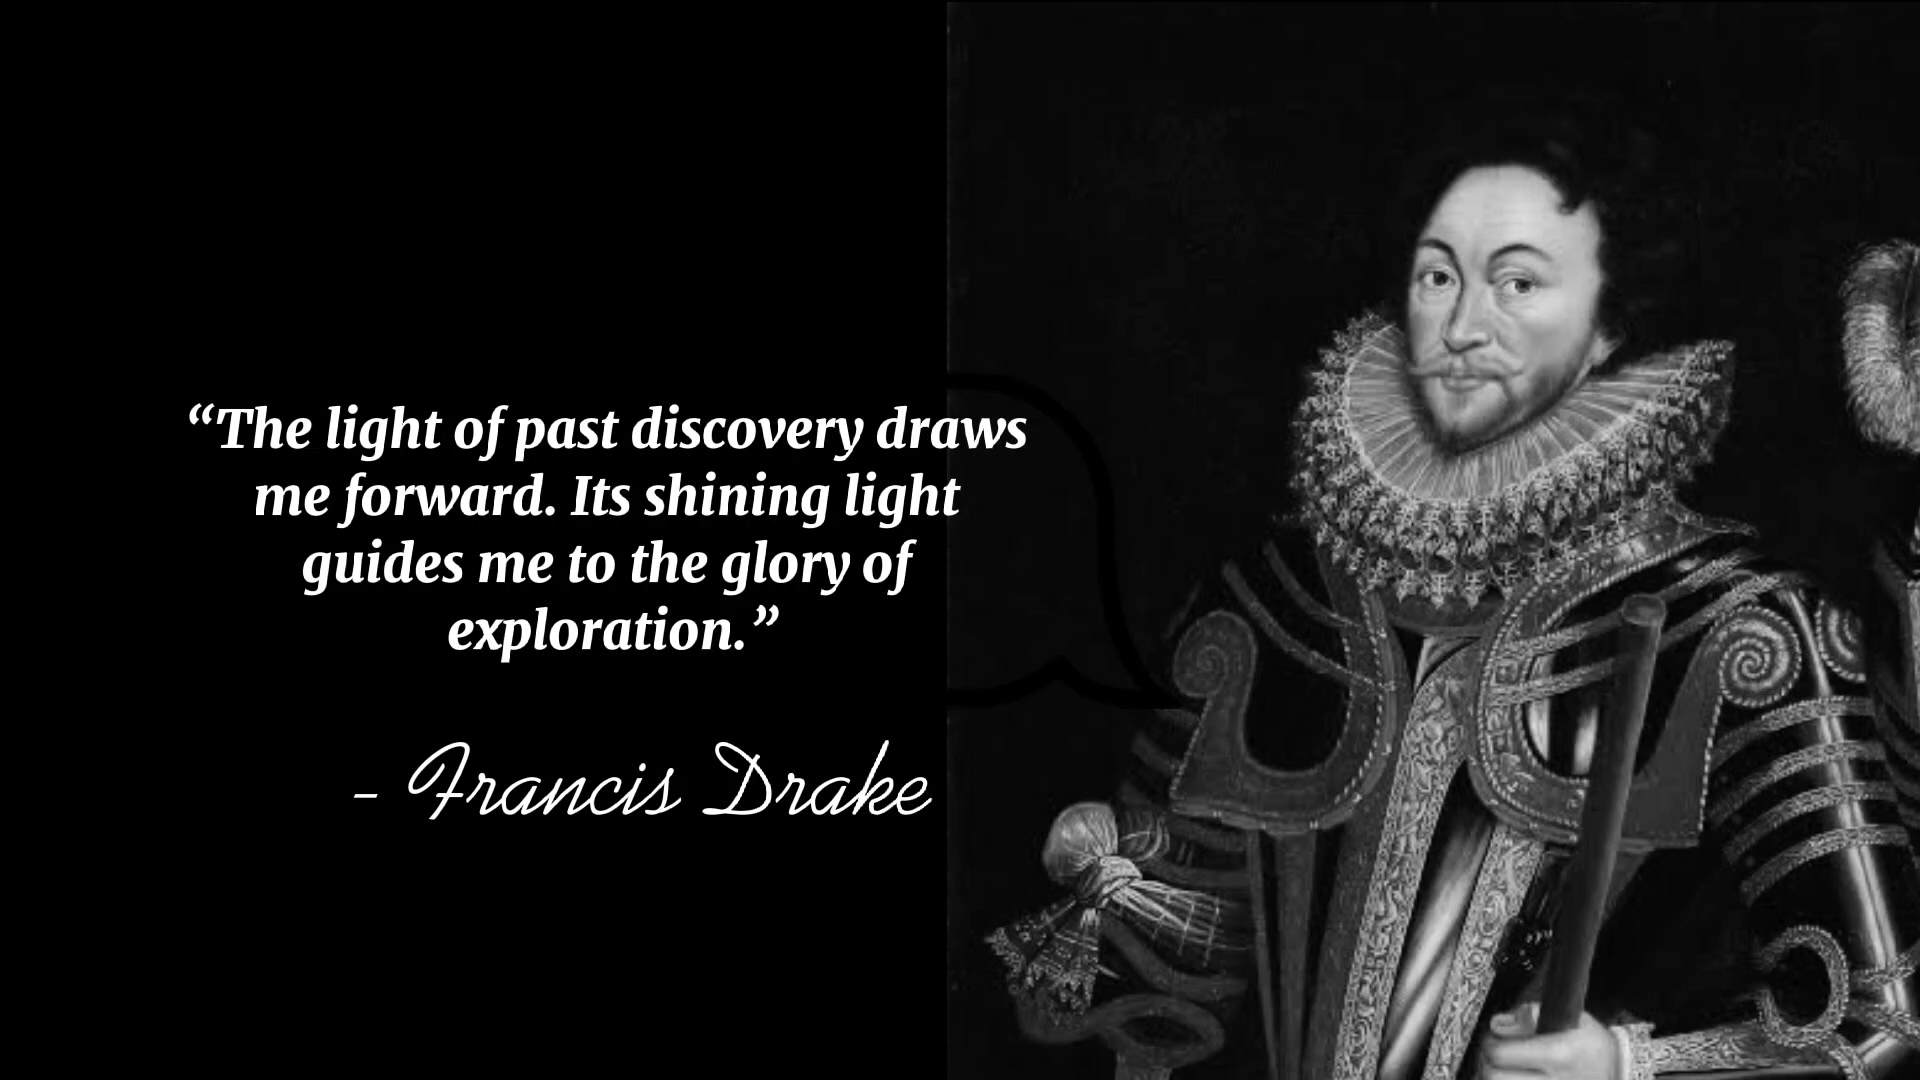 “The light of past discovery draws
me forward. Its shining light
guides me to the glory of
exploration.”
- Francis Drake